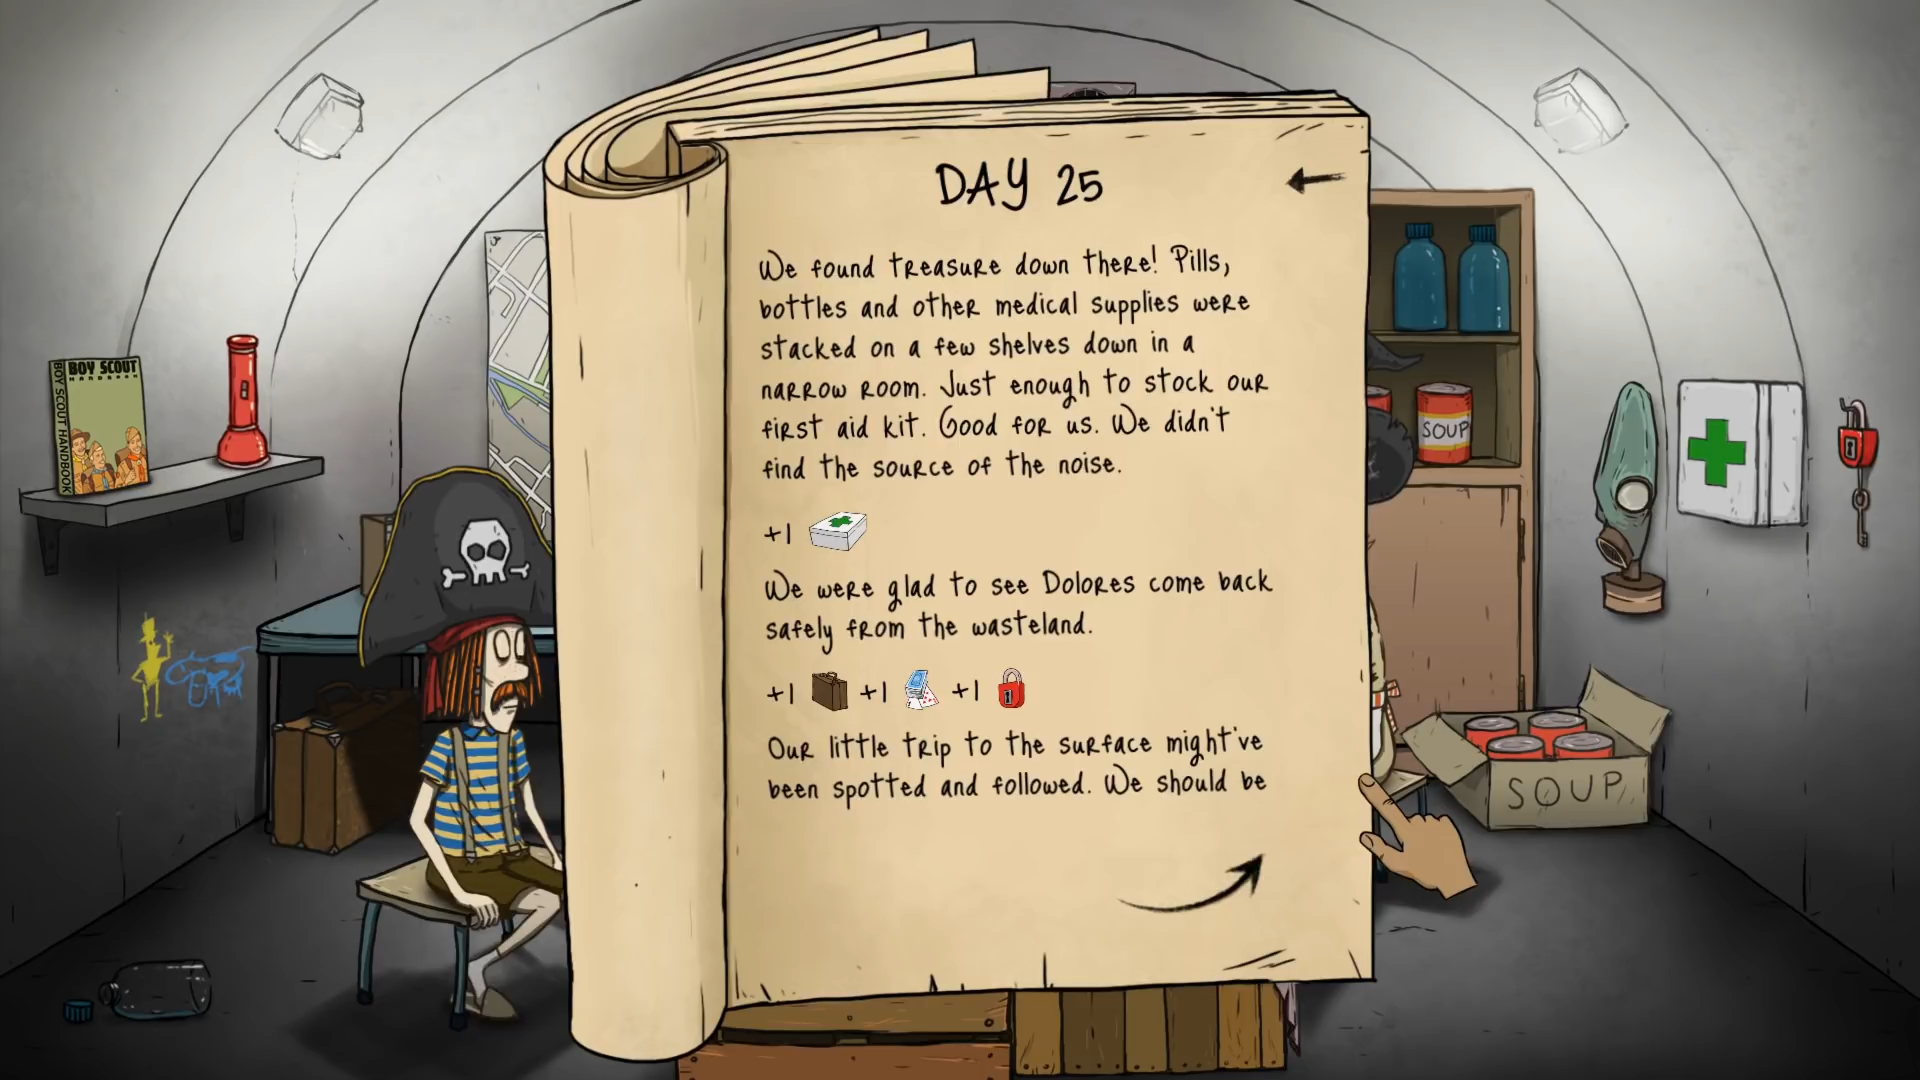 DAY 25
We found treasure down there! Pills,
bottles and other medical supplies were
stacked on a few shelves down in a
narrow room. Just enough to stock our
first aid kit. Good for us. We didn't
find the source of the noise.
+1
We were glad to see Dolores come back
safely from the wasteland.
+1 +1 +1
Our little trip to the surface might've
been spotted and followed. We should be
BOY SCOUT
HANDBOOK
BOY SCOUT HANDBOOK
SOUP
SOUP